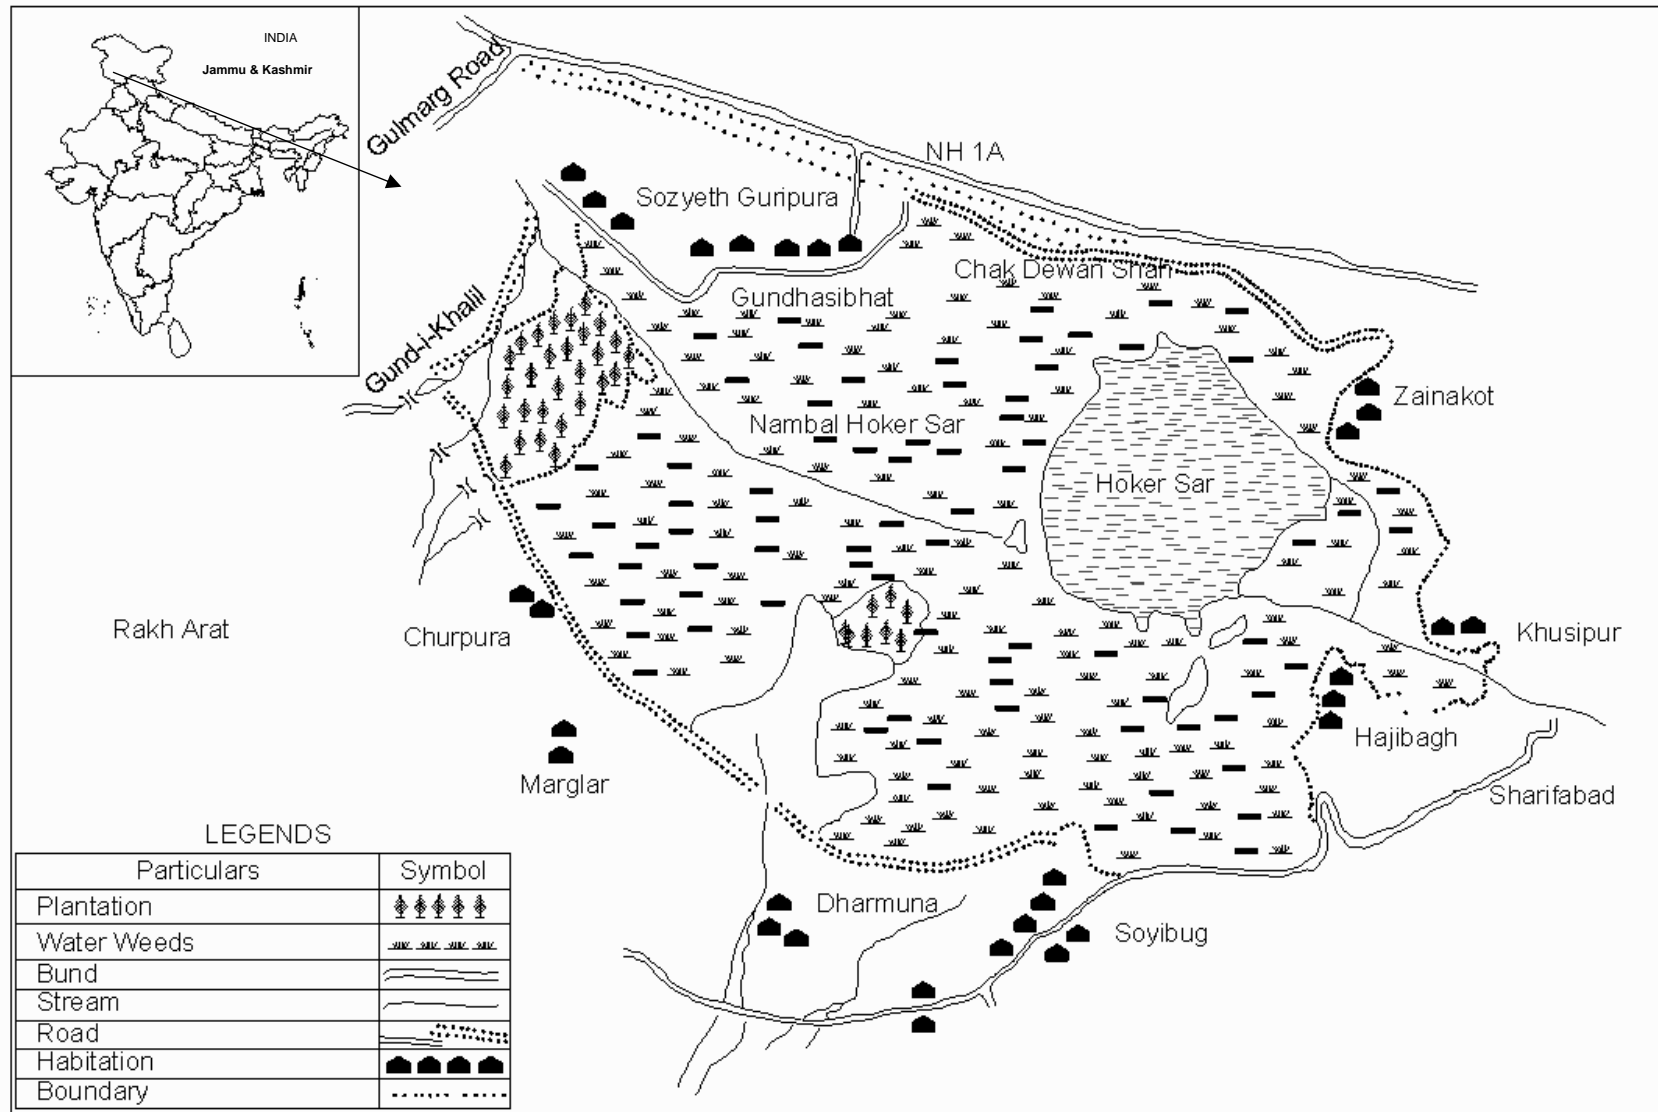 INDIA
Jammu & Kashmir
Gulmarg Road
NH 1A
Sozyeth Guripura
Chak Dewan Shah
Gundhasibhat
Gund-i-Khalil
Zainakot
Nambal Hoker Sar
Hoker Sar
Rakh Arat
Churpura
Khusipur
Hajibagh
Marglar
Sharifabad
LEGENDS
Particulars Symbol
Plantation
Water Weeds
Bund
Stream
Road
Habitation
Boundary
Dharmuna
Soyibug